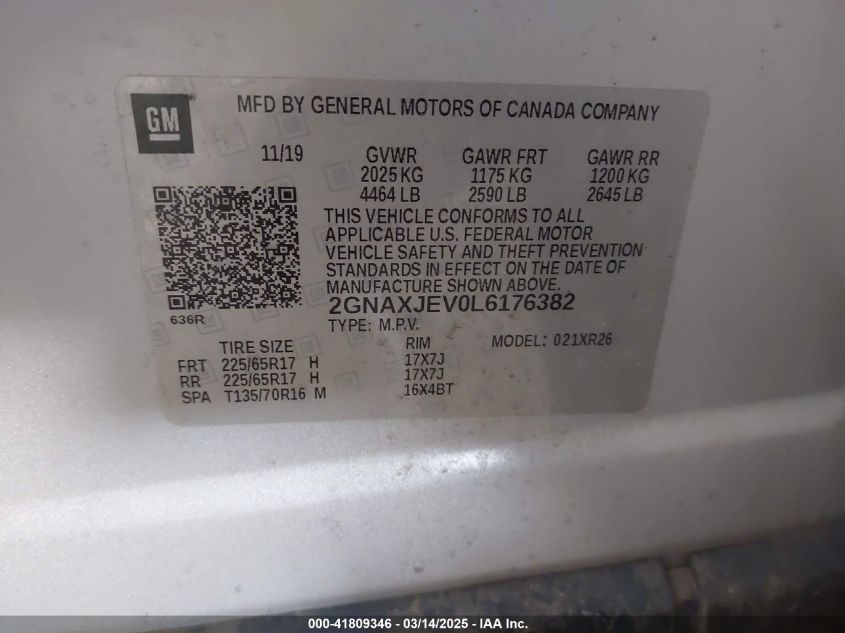 GM
MFD BY GENERAL MOTORS OF CANADA COMPANY
11/19 GVWR GAWR FRT GAWR RR
2025 KG 1175 KG 1200 KG
4464 LB 2590 LB 2645 LB
THIS VEHICLE CONFORMS TO ALL
APPLICABLE U.S. FEDERAL MOTOR
VEHICLE SAFETY AND THEFT PREVENTION
STANDARDS IN EFFECT ON THE DATE OF
MANUFACTURE SHOWN ABOVE.
2GNAXJEV0L6176382
636R
TYPE: M.P.V.
TIRE SIZE RIM MODEL: 021XR26
FRT 225/65R17 H 17X7J
RR 225/65R17 H 17X7J
SPA T135/70R16 M 16X4BT
000-41809346 - 03/14/2025 - IAA Inc.